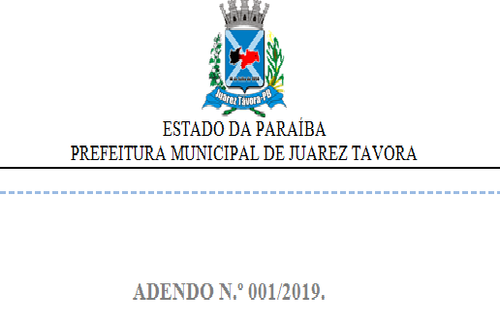 Juarez Távora-PB
ESTADO DA PARAÍBA
PREFEITURA MUNICIPAL DE JUAREZ TAVORA
ADENDO N.º 001/2019.